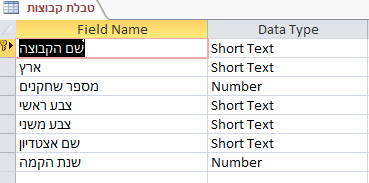 טבלת קבוצות
Field Name Data Type
שם הקבוצה Short Text
ארץ Short Text
מספר שחקנים Number
צבע ראשי Short Text
צבע משני Short Text
שם אצטדיון Short Text
שנת הקמה Number